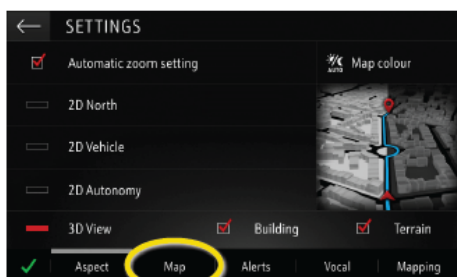 SETTINGS
Automatic zoom setting
AUTO Map colour
2D North
2D Vehicle
2D Autonomy
3D View Building Terrain
Aspect Map Alerts Vocal Mapping